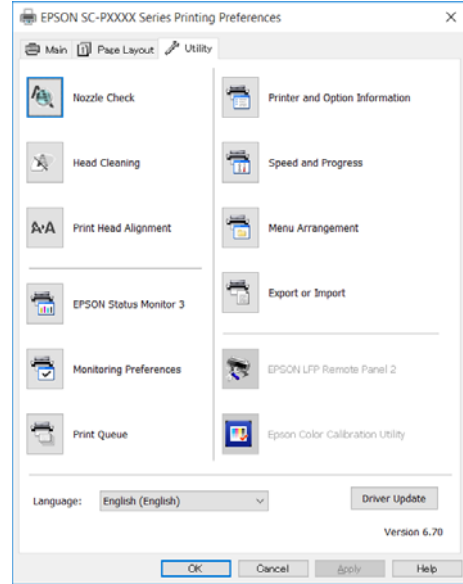 EPSON SC-PXXXX Series Printing Preferences
Main
Page Layout
Utility
Nozzle Check
Head Cleaning
A·A
Print Head Alignment
EPSON Status Monitor 3
Monitoring Preferences
Print Queue
Printer and Option Information
Speed and Progress
Menu Arrangement
Export or Import
EPSON LFP Remote Panel 2
Epson Color Calibration Utility
Language:
English (English)
Driver Update
Version 6.70
OK
Cancel
Apply
Help